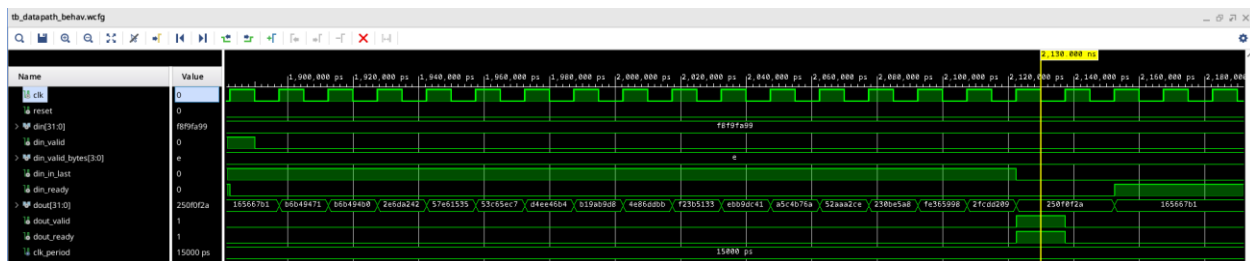 tb_datapath_behav.wcfg
2,130.000 ns
Name Value
1,900,000 ps 1,920,000 ps 1,940,000 ps 1,960,000 ps 1,980,000 ps 2,000,000 ps 2,020,000 ps 2,040,000 ps 2,060,000 ps 2,080,000 ps 2,100,000 ps 2,120,000 ps 2,140,000 ps 2,160,000 ps
clk 0
reset 0
din[31:0] f8f9fa99 f8f9fa99
din_valid 0
din_valid_bytes[3:0] e e
din_in_last 0
din_ready 0
dout[31:0] 250f0f2a 165667b1 b6b49471 b6b494b0 2e6da242 57e61535 53c65ec7 d4ee46b4 b19ab9d8 4e86ddbb f23b5133 ebb9dc41 a5c4b76a 52aaa2ce 230be5a8 fe365998 2fcdd209 250f0f2a 165667b1
dout_valid 1
dout_ready 1
clk_period 15000 ps 15000 ps